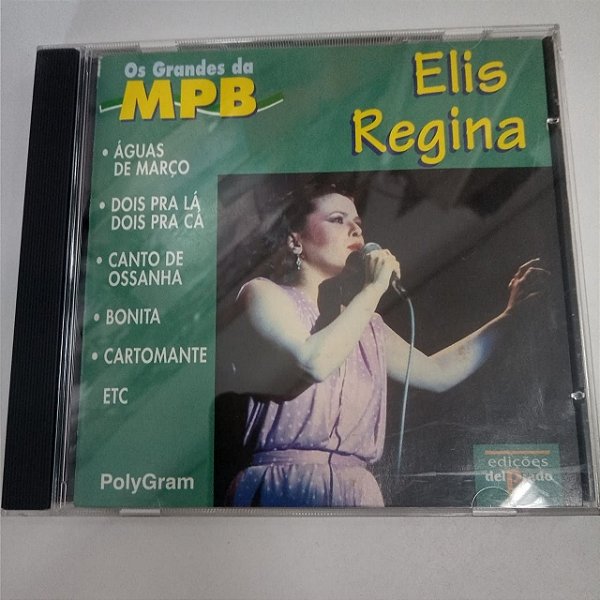 Os Grandes da
MPB
Elis
Regina
• ÁGUAS
DE MARÇO
• DOIS PRA LÁ
DOIS PRA CÁ
• CANTO DE
OSSANHA
• BONITA
• CARTOMANTE
ETC
PolyGram
edições
delPrado